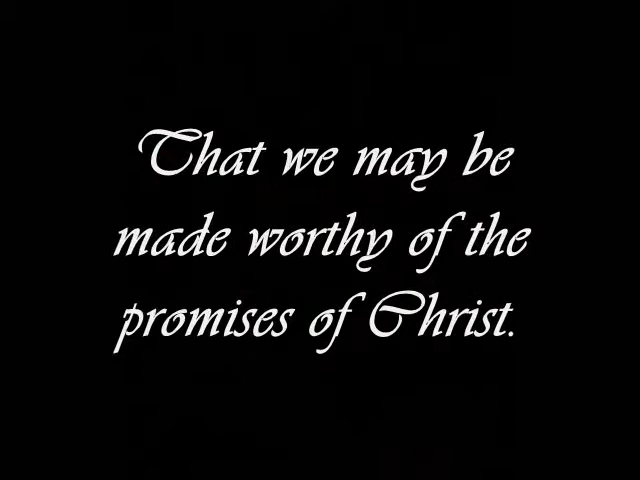 That we may be
made worthy of the
promises of Christ.